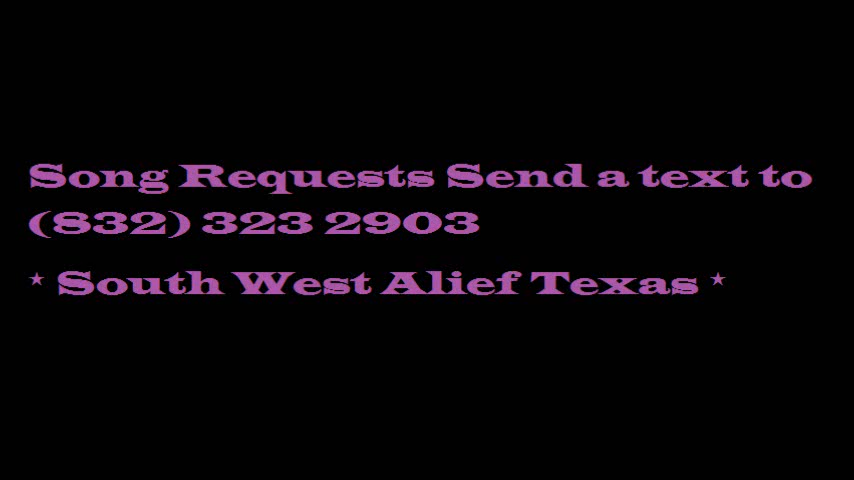 Song Requests Send a text to
(832) 323 2903
* South West Alief Texas *